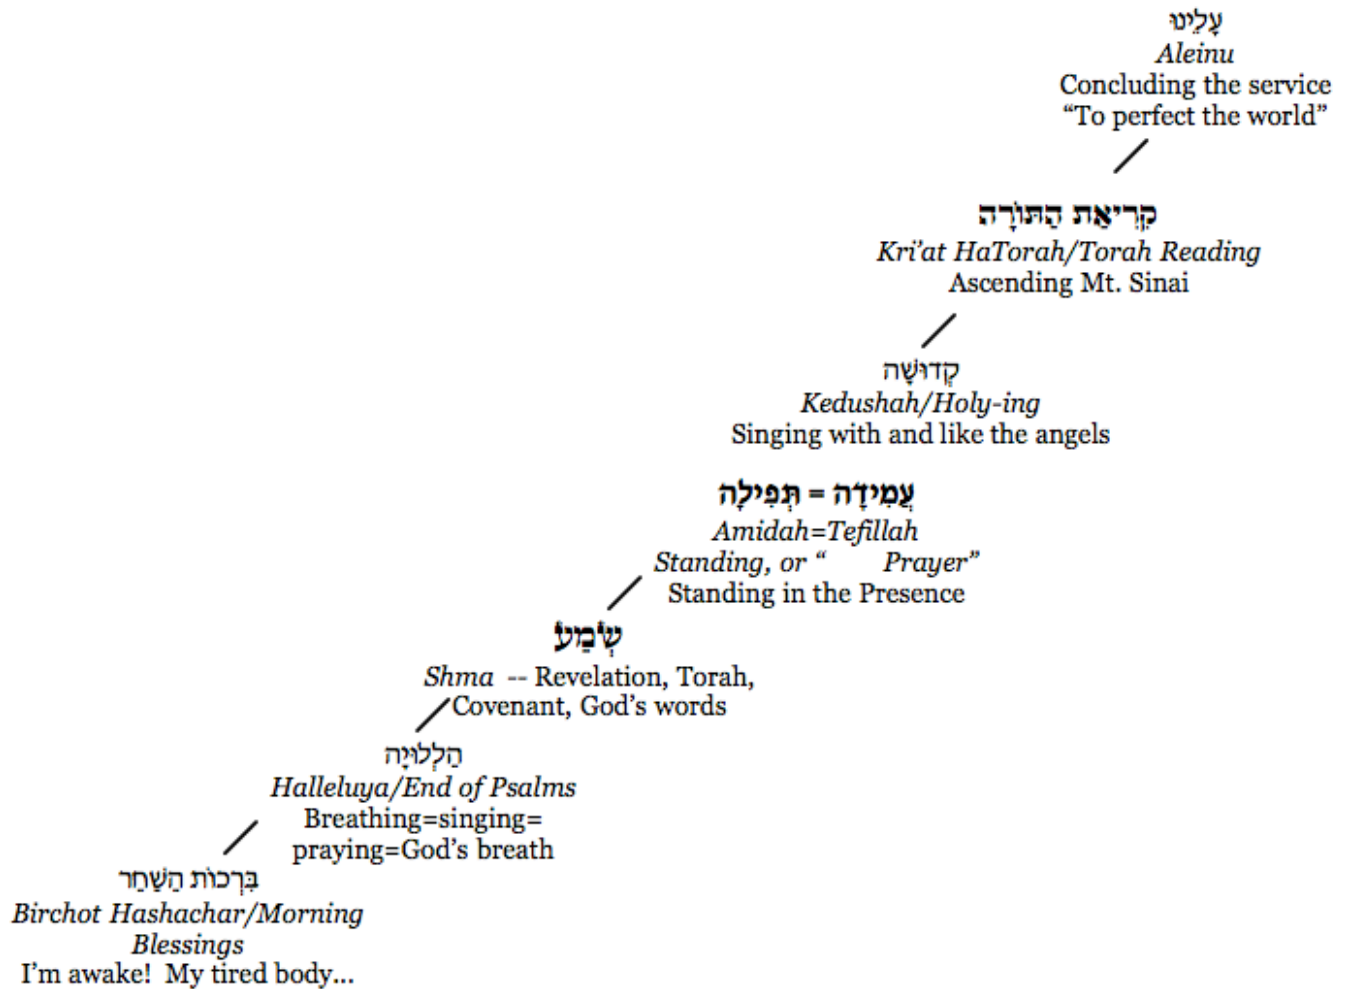 עָלֵינוּ
Aleinu
Concluding the service
“To perfect the world”
קְרִיאַת הַתּוֹרָה
Kri’at HaTorah/Torah Reading
Ascending Mt. Sinai
קְדוּשָׁה
Kedushah/Holy-ing
Singing with and like the angels
עֲמִידָה = תְּפִילָה
Amidah=Tefillah
Standing, or “ Prayer”
Standing in the Presence
שְׁמַע
Shma -- Revelation, Torah,
Covenant, God’s words
הַלְלוּיָה
Halleluya/End of Psalms
Breathing=singing=
praying=God’s breath
בִּרְכוֹת הַשַּׁחַר
Birchot Hashachar/Morning
Blessings
I’m awake! My tired body...